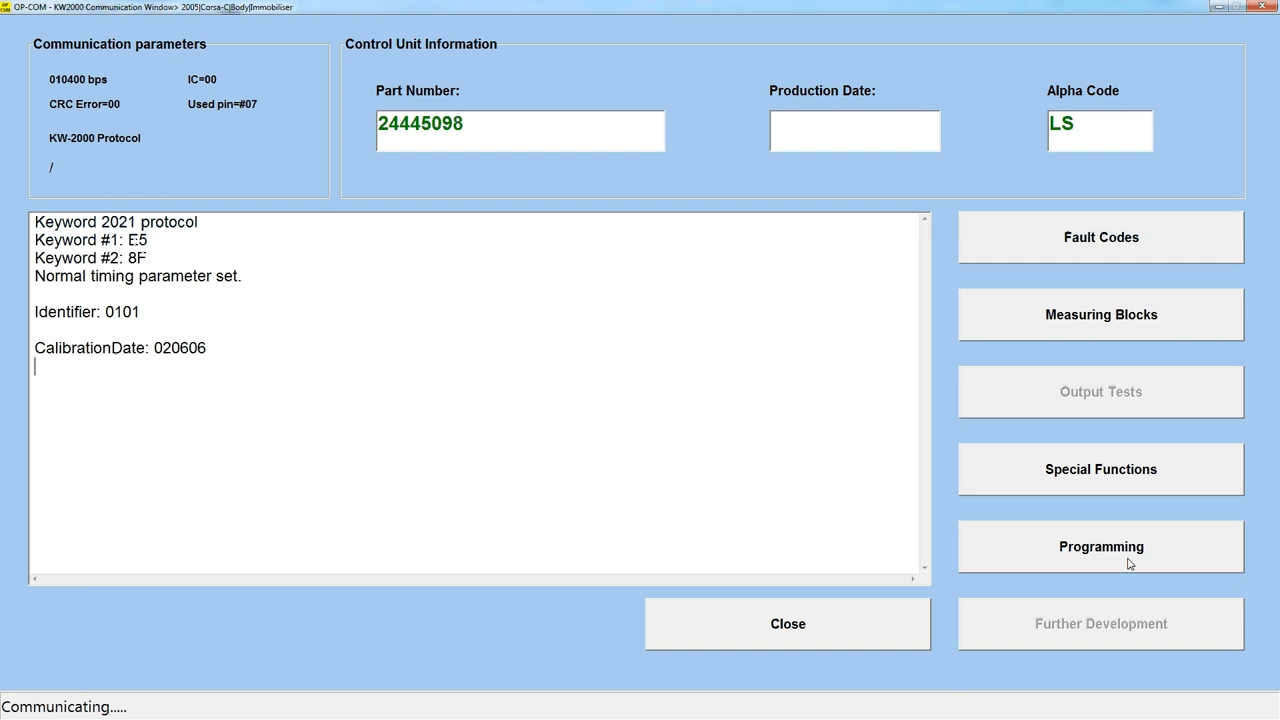 OP-COM - KW2000 Communication Window> 2005|Corsa-C|Body|Immobiliser
Communication parameters
010400 bps IC=00
CRC Error=00 Used pin=#07
KW-2000 Protocol
/
Control Unit Information
Part Number: Production Date: Alpha Code
24445098 LS
Keyword 2021 protocol
Keyword #1: E5
Keyword #2: 8F
Normal timing parameter set.
Identifier: 0101
CalibrationDate: 020606
Fault Codes
Measuring Blocks
Output Tests
Special Functions
Programming
Close
Further Development
Communicating.....